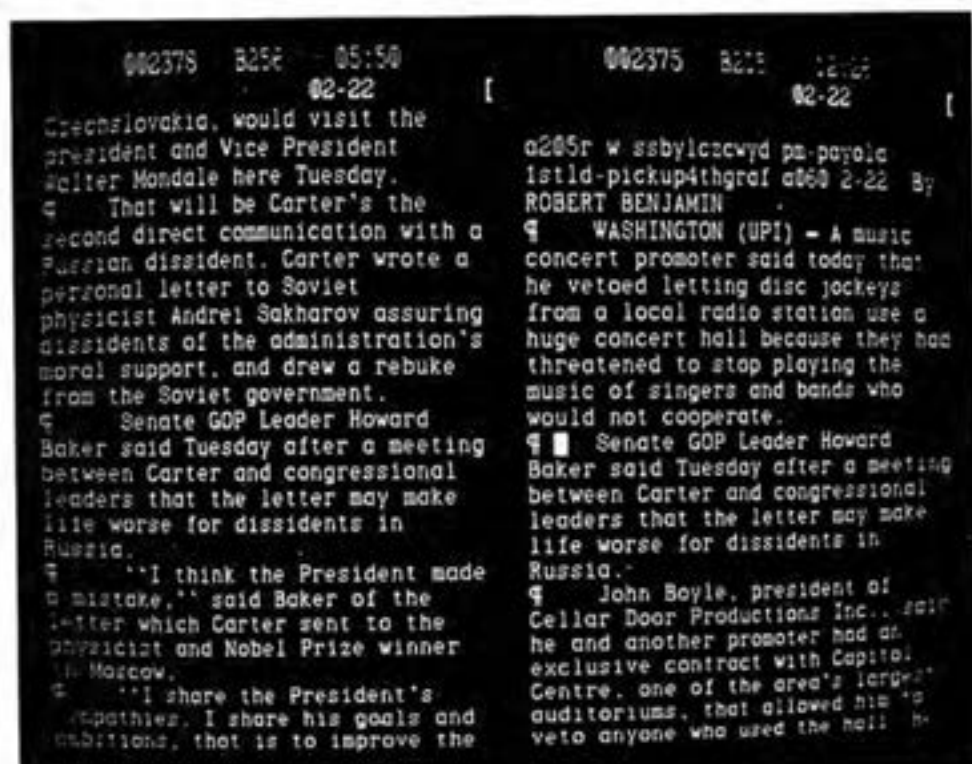 002378 B256 05:50
02-22 [
Czechslovakia, would visit the
president and Vice President
Walter Mondale here Tuesday.
¶ That will be Carter's the
second direct communication with a
Russian dissident. Carter wrote a
personal letter to Soviet
physicist Andrei Sakharov assuring
dissidents of the administration's
moral support, and drew a rebuke
from the Soviet government.
¶ Senate GOP Leader Howard
Baker said Tuesday after a meeting
between Carter and congressional
leaders that the letter may make
life worse for dissidents in
Russia.
¶ ``I think the President made
a mistake,'' said Baker of the
letter which Carter sent to the
physicist and Nobel Prize winner
in Moscow.
¶ ``I share the President's
sympathies. I share his goals and
ambitions, that is to improve the
002375
02-22 [
a205r w ssbylczcwyd pm-payola
1stld-pickup4thgraf a060 2-22 By
ROBERT BENJAMIN
¶ WASHINGTON (UPI) — A music
concert promoter said today that
he vetoed letting disc jockeys
from a local radio station use a
huge concert hall because they had
threatened to stop playing the
music of singers and bands who
would not cooperate.
¶ Senate GOP Leader Howard
Baker said Tuesday after a meeting
between Carter and congressional
leaders that the letter may make
life worse for dissidents in
Russia.
¶ John Boyle, president of
Cellar Door Productions Inc., said
he and another promoter had an
exclusive contract with Capitol
Centre, one of the area's largest
auditoriums, that allowed him to
veto anyone who used the hall. He